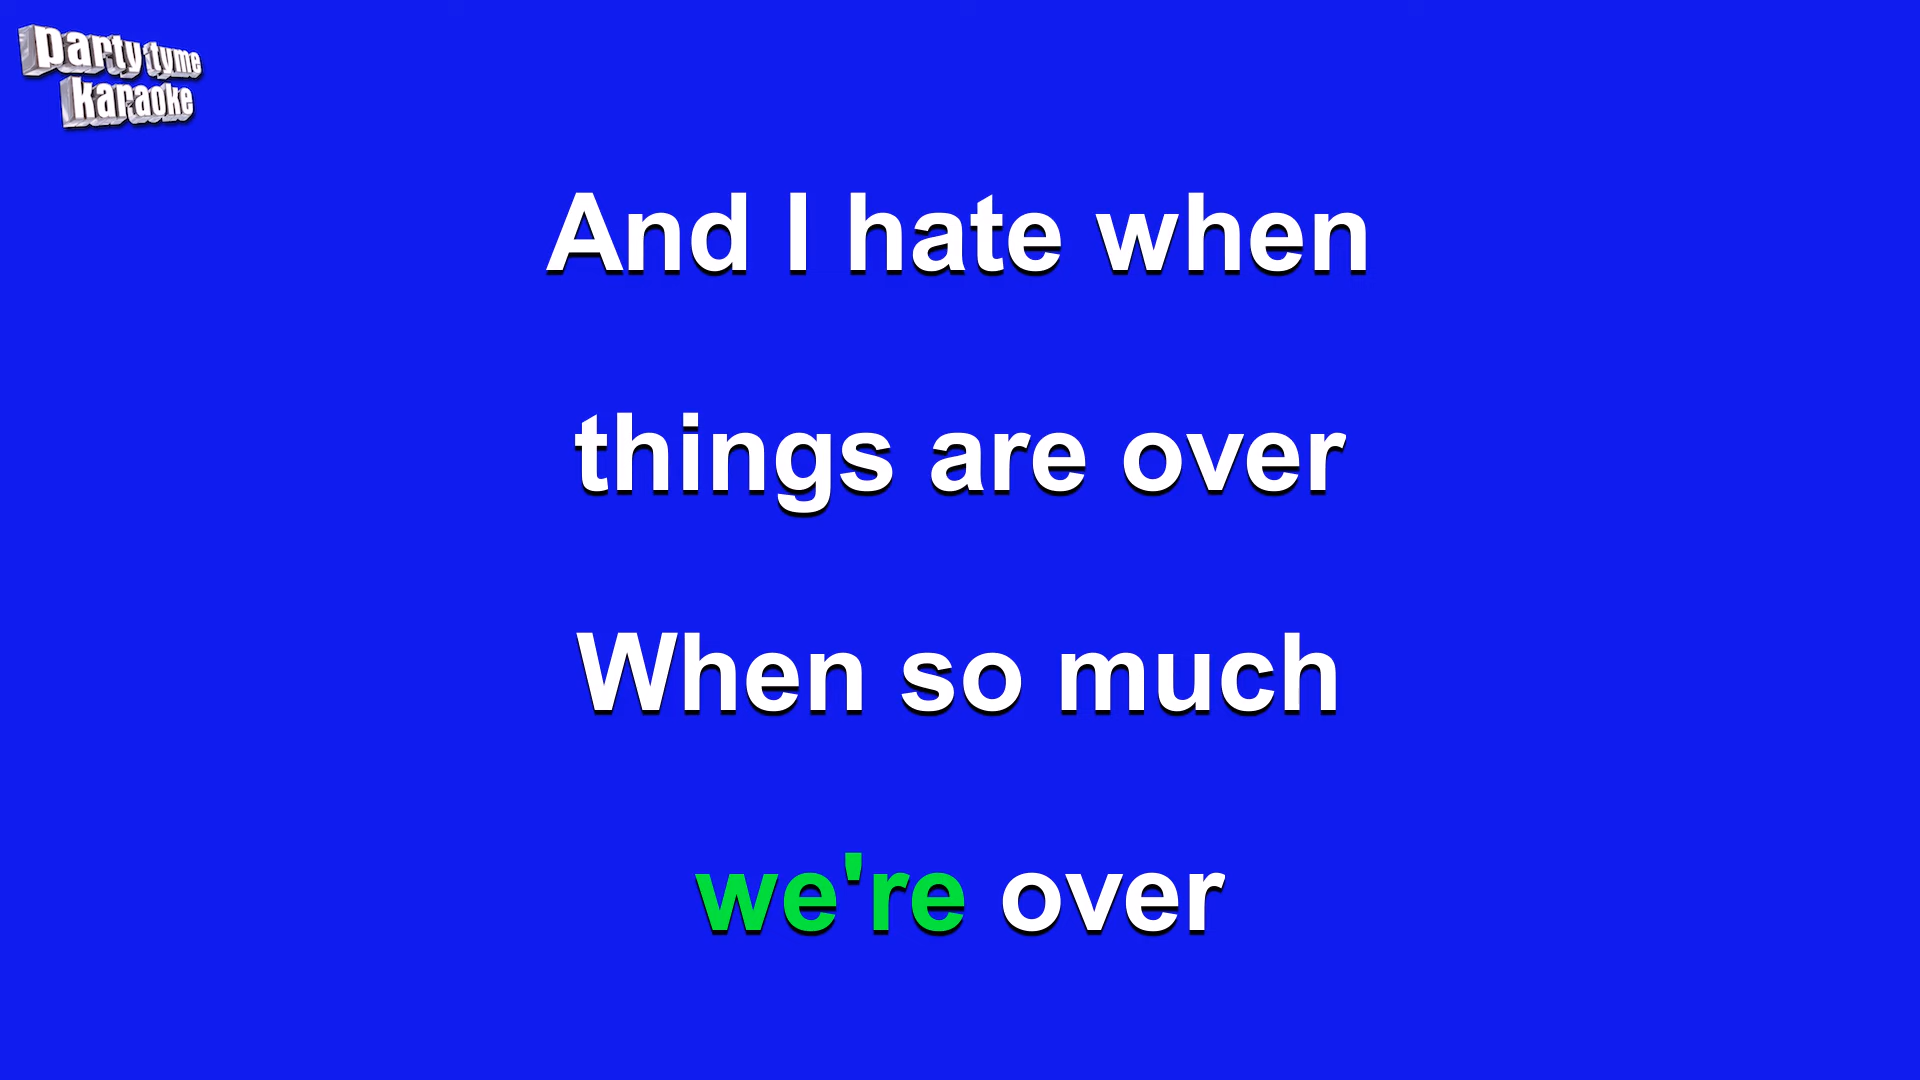 party tyme
karaoke
And I hate when
things are over
When so much
we're over